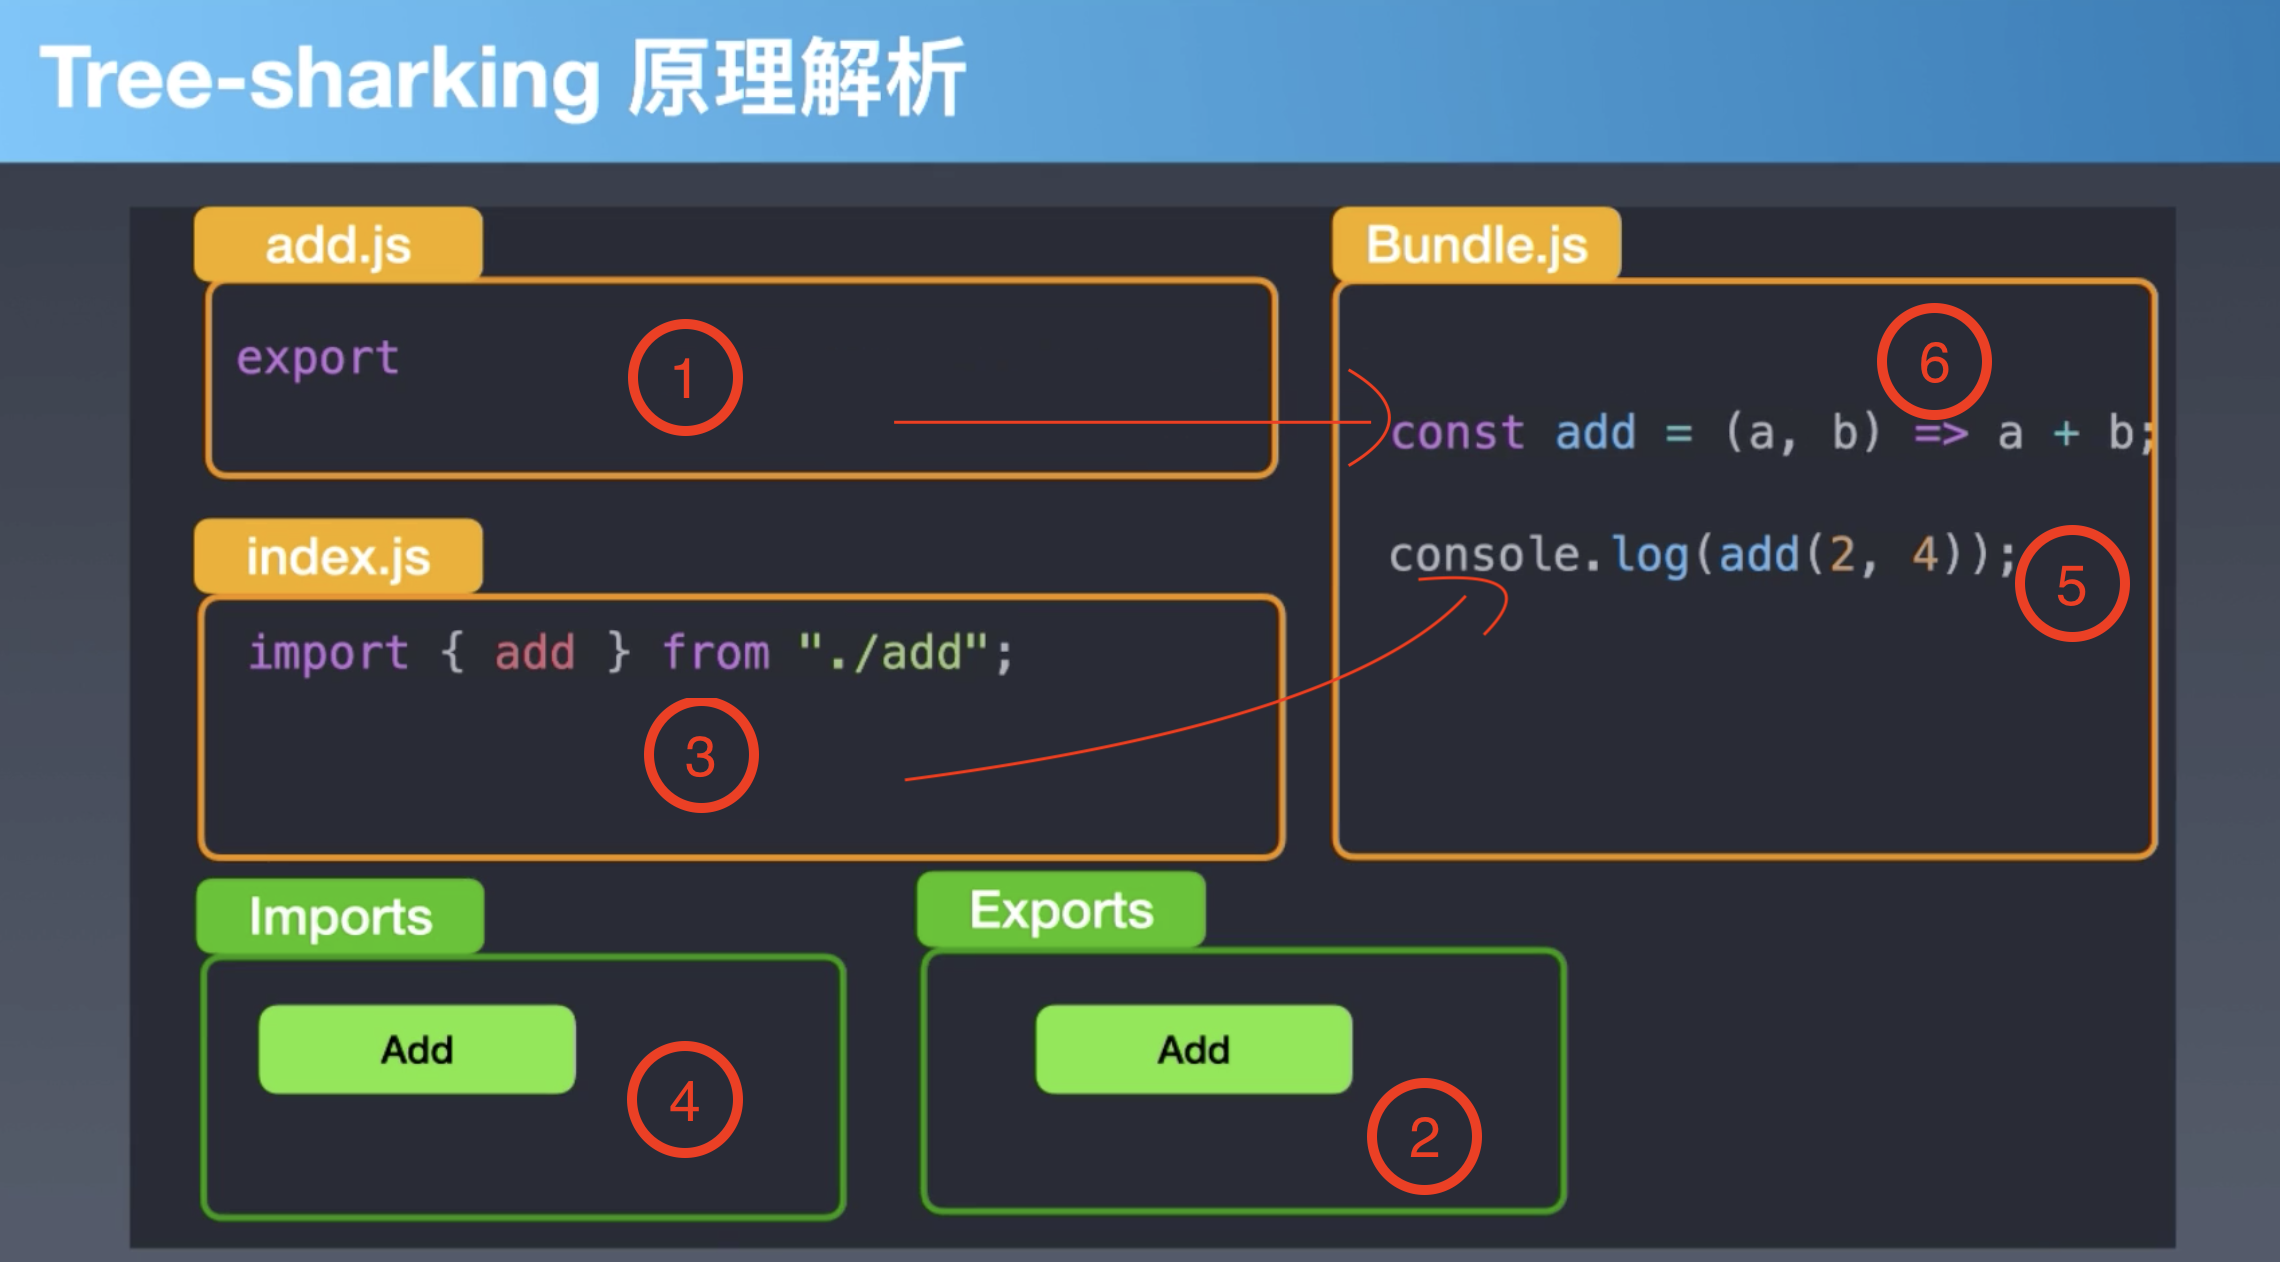 Tree-sharking 原理解析
add.js
export
1
index.js
import { add } from "./add";
3
Bundle.js
6
const add = (a, b) => a + b;
console.log(add(2, 4));
5
Imports
Add
4
Exports
Add
2